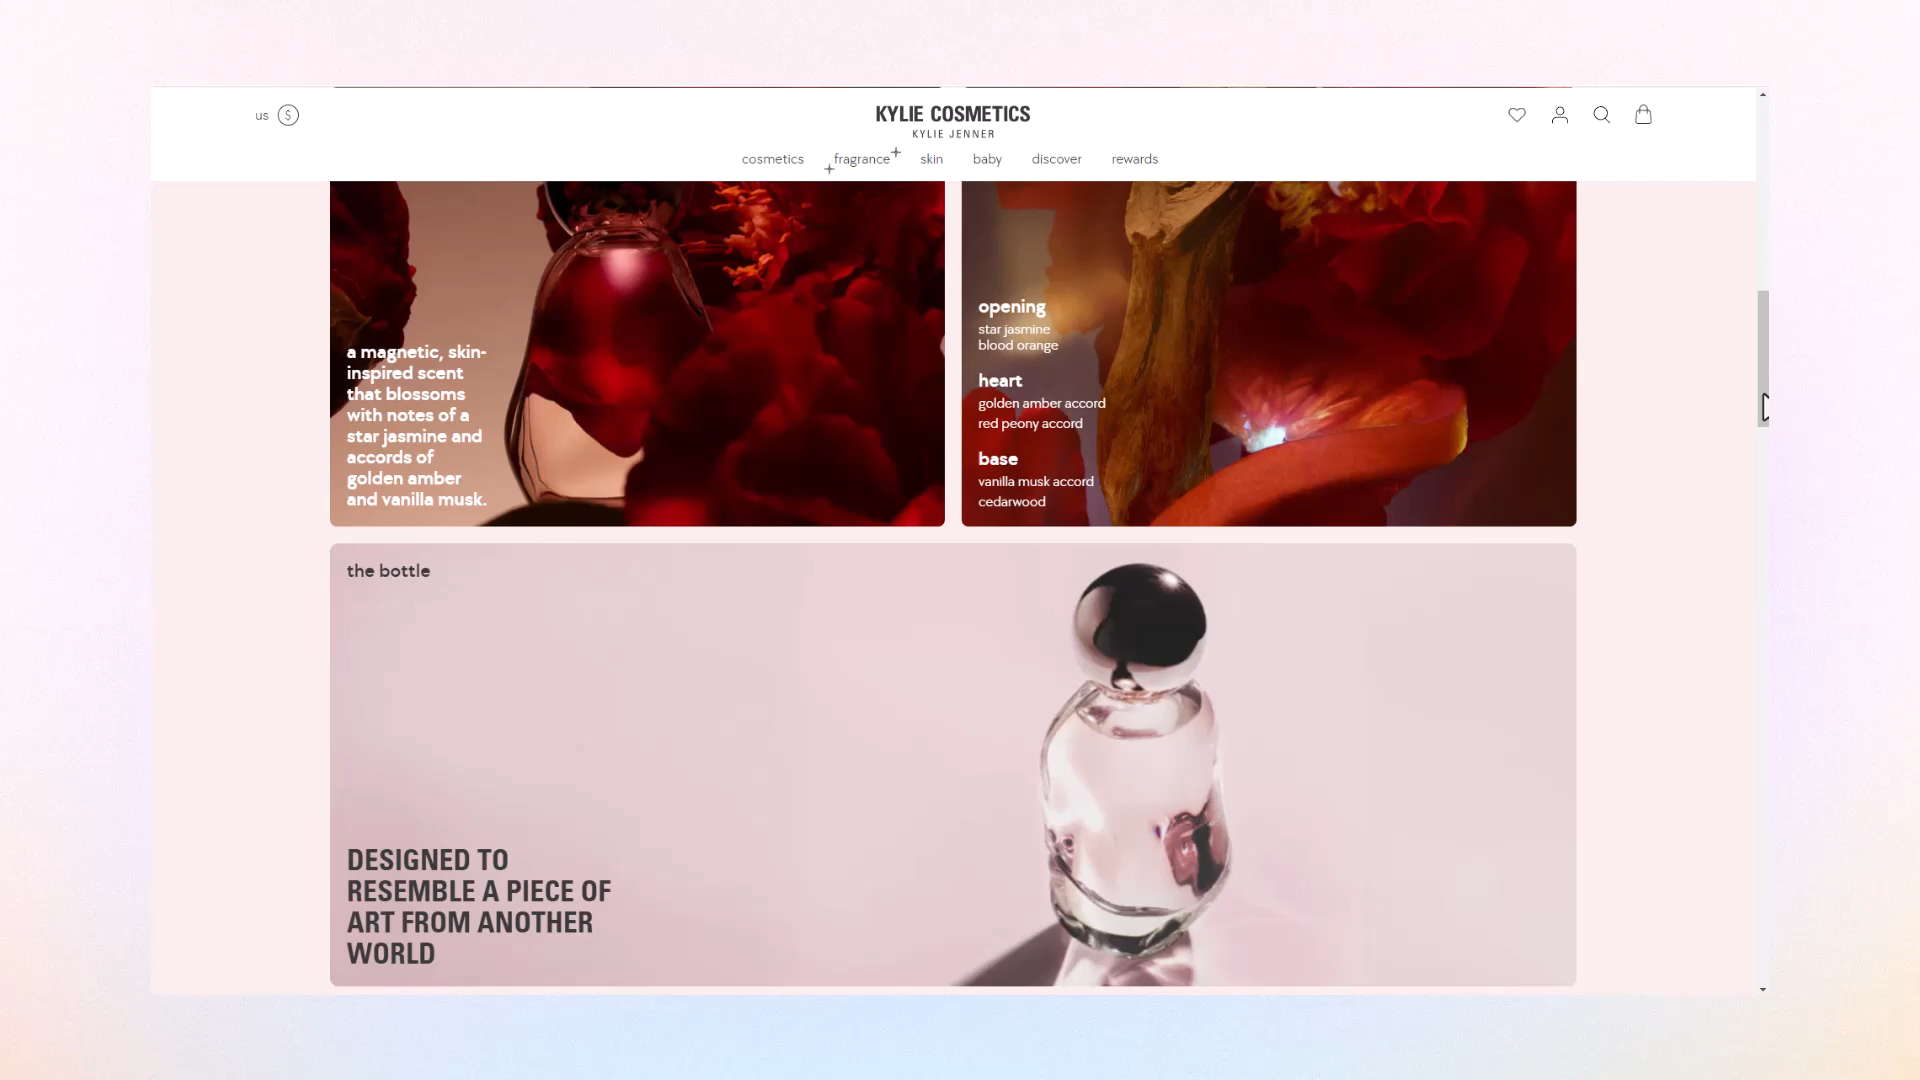 us $
KYLIE COSMETICS
KYLIE JENNER
cosmetics fragrance skin baby discover rewards
a magnetic, skin-
inspired scent
that blossoms
with notes of a
star jasmine and
accords of
golden amber
and vanilla musk.
opening
star jasmine
blood orange
heart
golden amber accord
red peony accord
base
vanilla musk accord
cedarwood
the bottle
DESIGNED TO
RESEMBLE A PIECE OF
ART FROM ANOTHER
WORLD